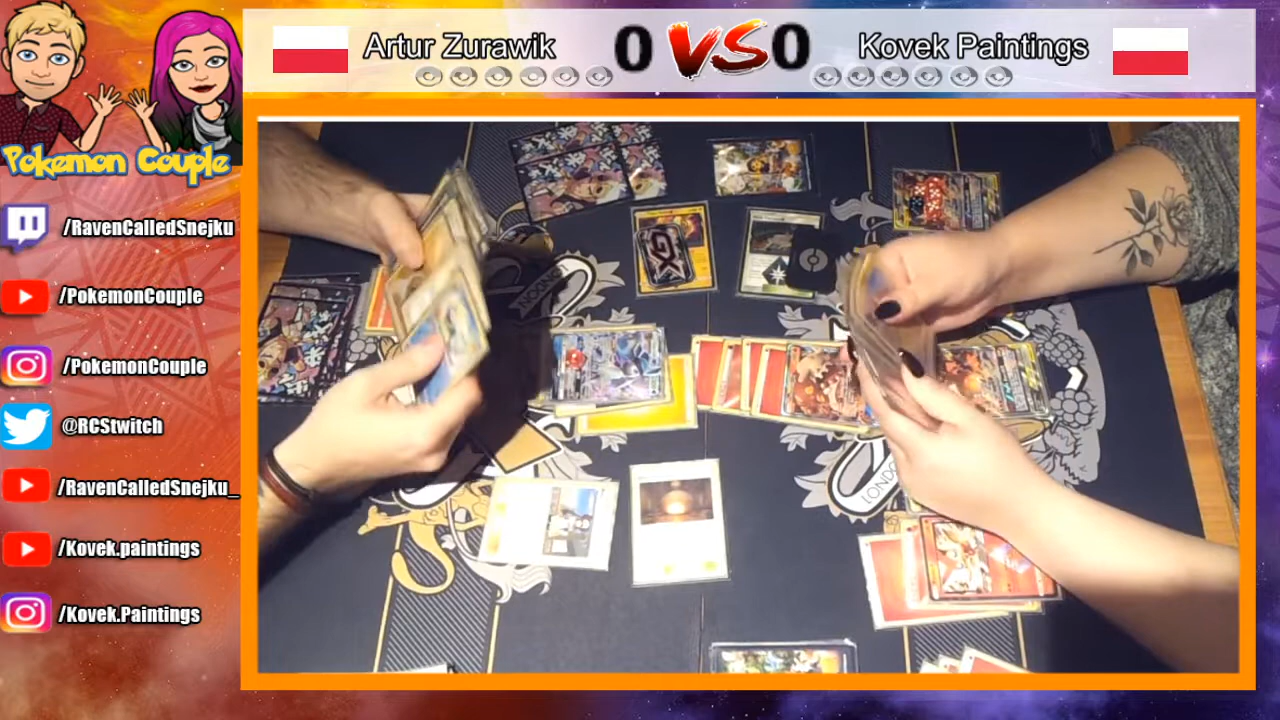 Artur Zurawik 0 VS 0 Kovek Paintings
Pokemon Couple
/RavenCalledSnejku
/PokemonCouple
/PokemonCouple
@RCStwitch
/RavenCalledSnejku_
/Kovek.paintings
/Kovek.Paintings
GX
LONDON